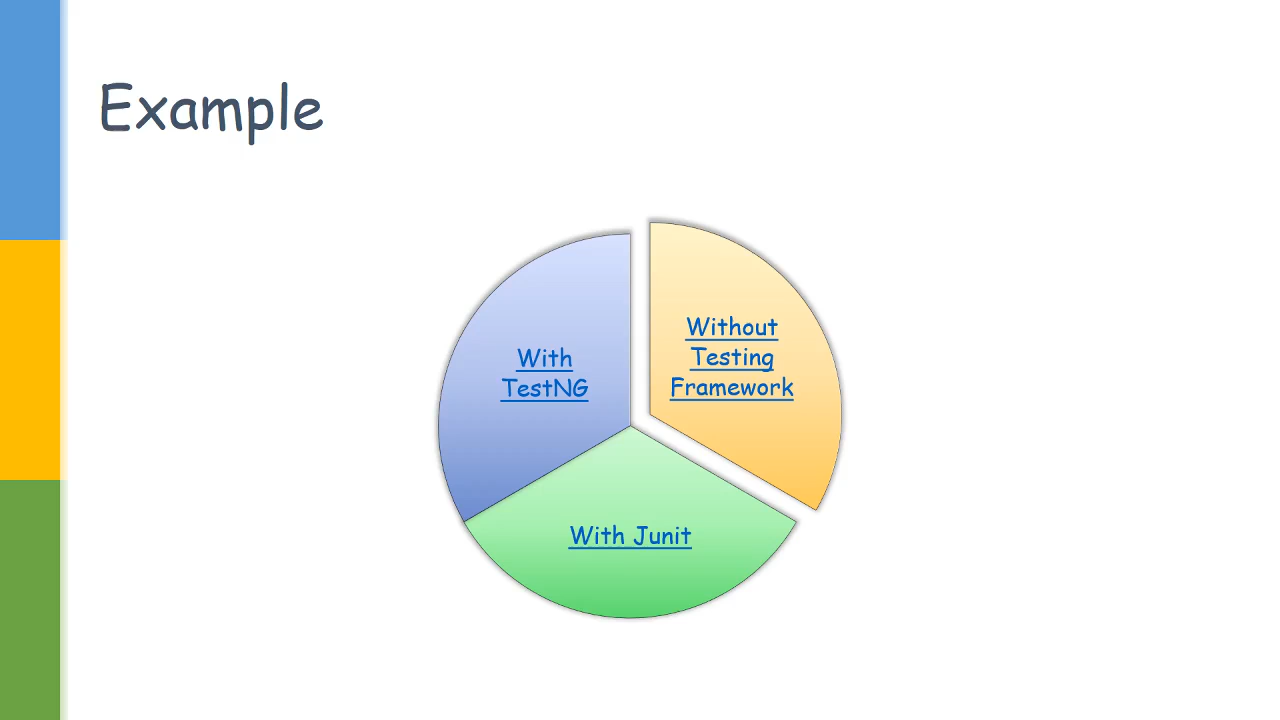 Example
With
TestNG
Without
Testing
Framework
With Junit